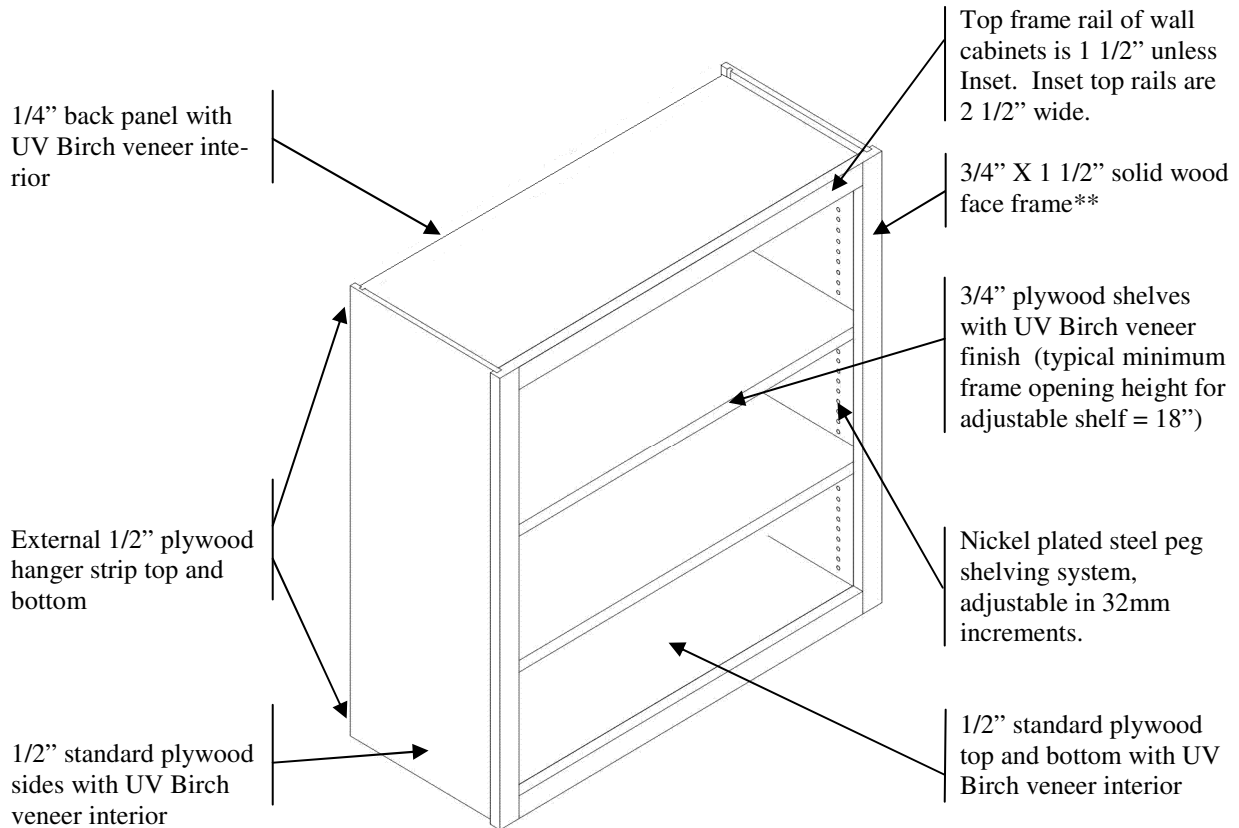 1/4” back panel with
UV Birch veneer inte-
rior
External 1/2” plywood
hanger strip top and
bottom
1/2” standard plywood
sides with UV Birch
veneer interior
Top frame rail of wall
cabinets is 1 1/2” unless
Inset.  Inset top rails are
2 1/2” wide.
3/4” X 1 1/2” solid wood
face frame**
3/4” plywood shelves
with UV Birch veneer
finish  (typical minimum
frame opening height for
adjustable shelf = 18”)
Nickel plated steel peg
shelving system,
adjustable in 32mm
increments.
1/2” standard plywood
top and bottom with UV
Birch veneer interior